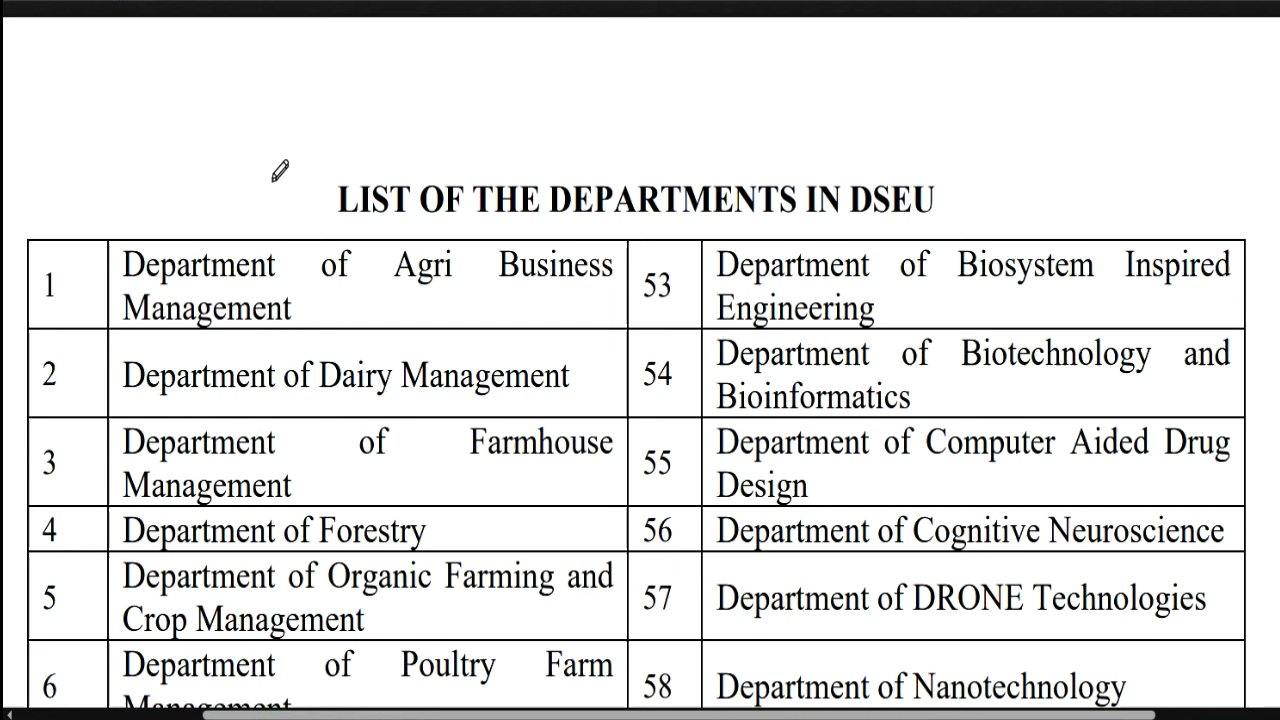 LIST OF THE DEPARTMENTS IN DSEU
1
Department of Agri Business
Management
53
Department of Biosystem Inspired
Engineering
2
Department of Dairy Management
54
Department of Biotechnology and
Bioinformatics
3
Department of Farmhouse
Management
55
Department of Computer Aided Drug
Design
4
Department of Forestry
56
Department of Cognitive Neuroscience
5
Department of Organic Farming and
Crop Management
57
Department of DRONE Technologies
6
Department of Poultry Farm
Management
58
Department of Nanotechnology